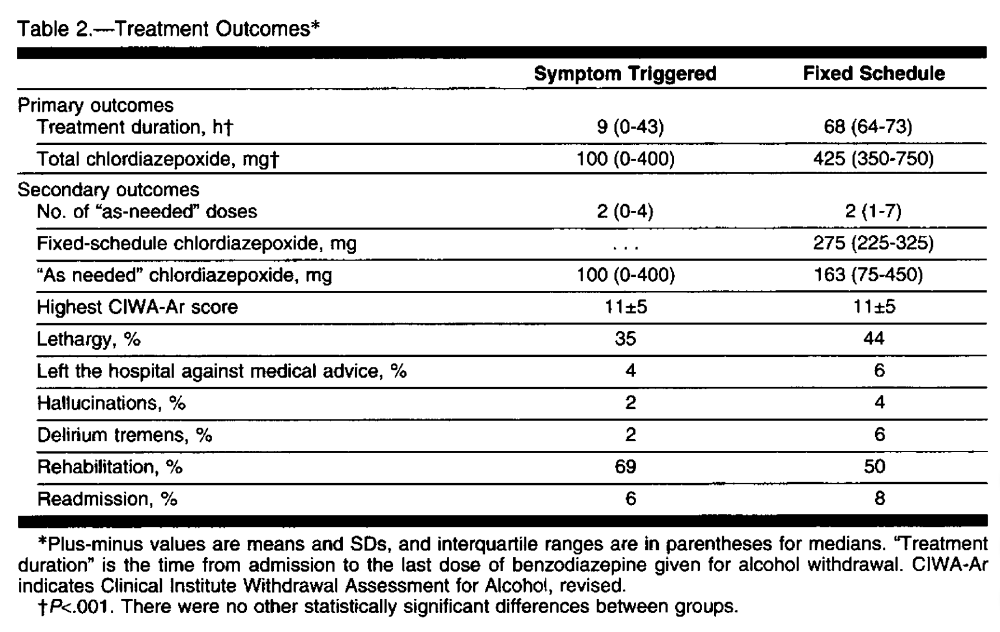 Table 2.—Treatment Outcomes*
Symptom Triggered Fixed Schedule
Primary outcomes
Treatment duration, h† 9 (0-43) 68 (64-73)
Total chlordiazepoxide, mg† 100 (0-400) 425 (350-750)
Secondary outcomes
No. of “as-needed” doses 2 (0-4) 2 (1-7)
Fixed-schedule chlordiazepoxide, mg ... 275 (225-325)
“As needed” chlordiazepoxide, mg 100 (0-400) 163 (75-450)
Highest CIWA-Ar score 11±5 11±5
Lethargy, % 35 44
Left the hospital against medical advice, % 4 6
Hallucinations, % 2 4
Delirium tremens, % 2 6
Rehabilitation, % 69 50
Readmission, % 6 8
*Plus-minus values are means and SDs, and interquartile ranges are in parentheses for medians. “Treatment
duration” is the time from admission to the last dose of benzodiazepine given for alcohol withdrawal. CIWA-Ar
indicates Clinical Institute Withdrawal Assessment for Alcohol, revised.
†P<.001. There were no other statistically significant differences between groups.